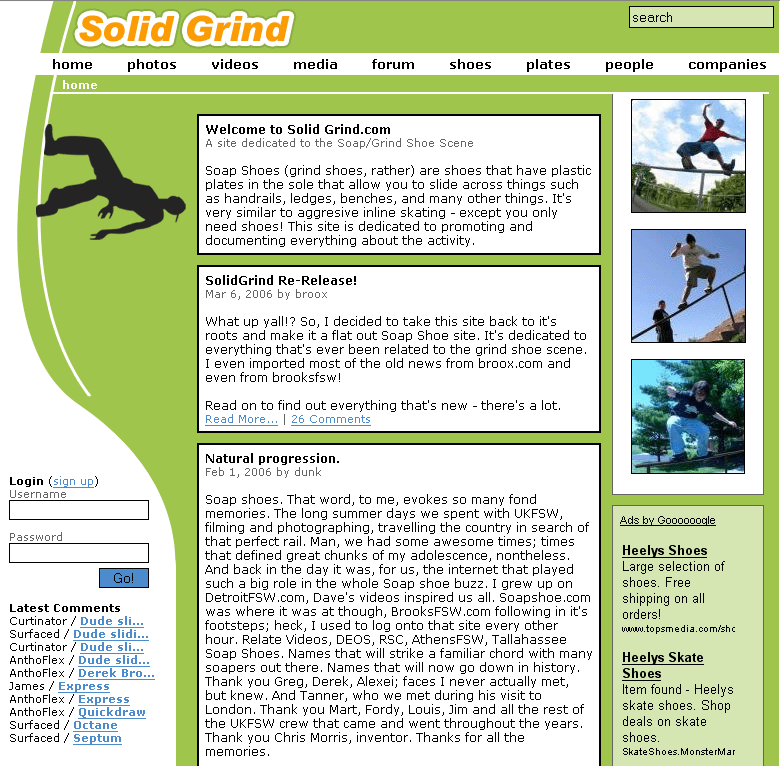 Solid Grind
search
home photos videos media forum shoes plates people companies
home
Welcome to Solid Grind.com
A site dedicated to the Soap/Grind Shoe Scene
Soap Shoes (grind shoes, rather) are shoes that have plastic
plates in the sole that allow you to slide across things such
as handrails, ledges, benches, and many other things. It's
very similar to aggresive inline skating - except you only
need shoes! This site is dedicated to promoting and
documenting everything about the activity.
SolidGrind Re-Release!
Mar 6, 2006 by broox
What up yall!? So, I decided to take this site back to it's
roots and make it a flat out Soap Shoe site. It's dedicated to
everything that's ever been related to the grind shoe scene.
I even imported most of the old news from broox.com and
even from brooksfsw!
Read on to find out everything that's new - there's a lot.
Read More... | 26 Comments
Natural progression.
Feb 1, 2006 by dunk
Soap shoes. That word, to me, evokes so many fond
memories. The long summer days we spent with UKFSW,
filming and photographing, travelling the country in search of
that perfect rail. Man, we had some awesome times; times
that defined great chunks of my adolescence, nontheless.
And back in the day it was, for us, the internet that played
such a big role in the whole Soap shoe buzz. I grew up on
DetroitFSW.com, Dave's videos inspired us all. Soapshoe.com
was where it was at though, BrooksFSW.com following in it's
footsteps; heck, I used to log onto that site every other
hour. Relate Videos, DEOS, RSC, AthensFSW, Tallahassee
Soap Shoes. Names that will strike a familiar chord with many
soapers out there. Names that will now go down in history.
Thank you Greg, Derek, Alexei; faces I never actually met,
but knew. And Tanner, who we met during his visit to
London. Thank you Mart, Fordy, Louis, Jim and all the rest of
the UKFSW crew that came and went throughout the years.
Thank you Chris Morris, inventor. Thanks for all the
memories.
Login (sign up)
Username
Password
Go!
Latest Comments
Curtinator / Dude sli...
Surfaced / Dude slidi...
Curtinator / Dude sli...
AnthoFlex / Dude slid...
AnthoFlex / Derek Bro...
James / Express
AnthoFlex / Express
AnthoFlex / Quickdraw
Surfaced / Octane
Surfaced / Septum
Ads by Goooooogle
Heelys Shoes
Large selection of
shoes. Free
shipping on all
orders!
www.topsmedia.com/shc
Heelys Skate
Shoes
Item found - Heelys
skate shoes. Shop
deals on skate
shoes.
SkateShoes.MonsterMar